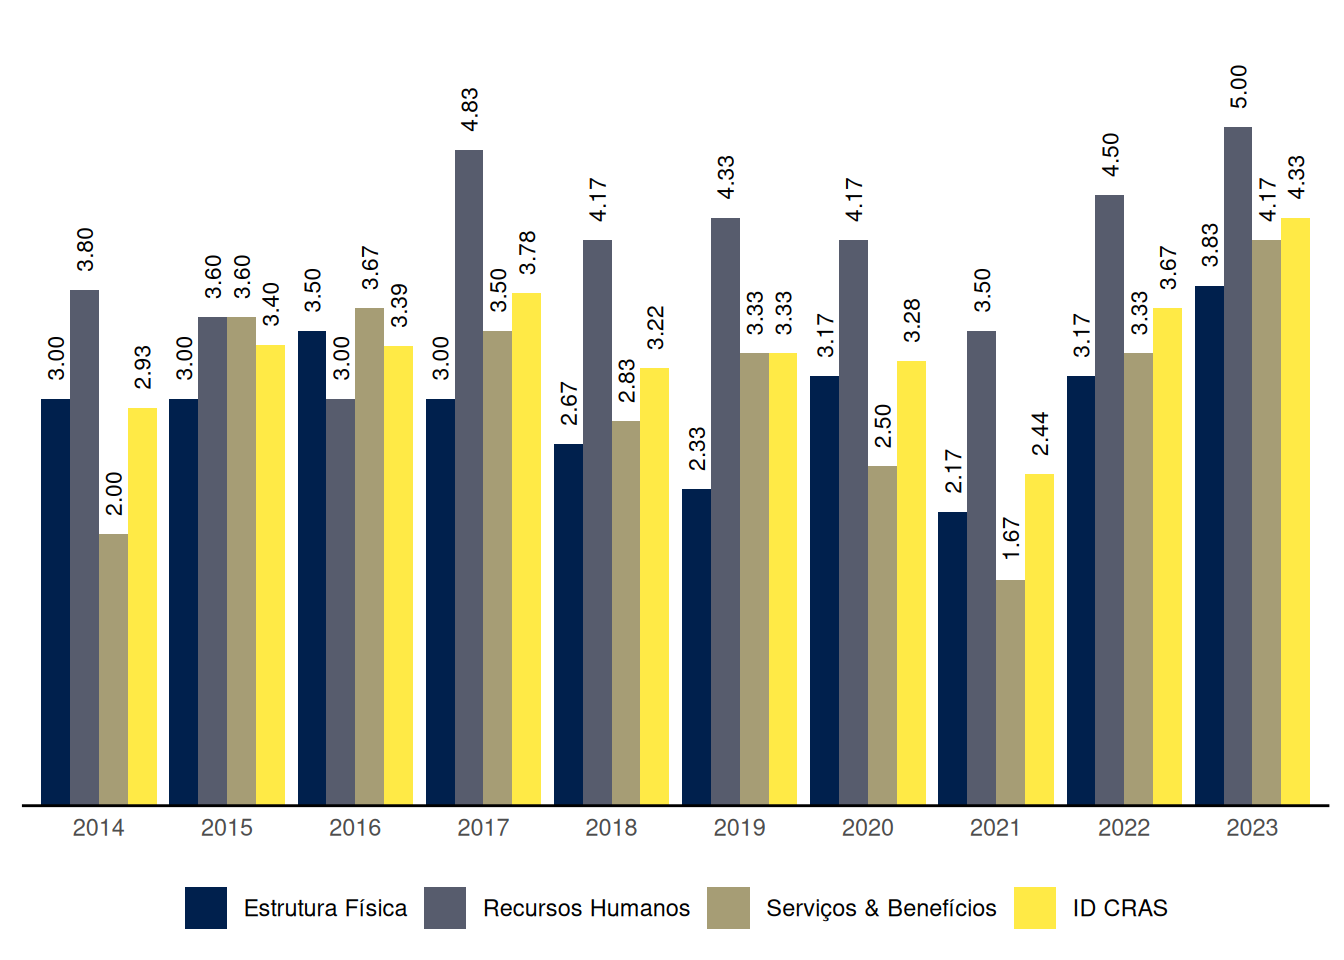 3.00 3.80 2.00 2.93
3.00 3.60 3.60 3.40
3.50 3.00 3.67 3.39
3.00 4.83 3.50 3.78
2.67 4.17 2.83 3.22
2.33 4.33 3.33 3.33
3.17 4.17 2.50 3.28
2.17 3.50 1.67 2.44
3.17 4.50 3.33 3.67
3.83 5.00 4.17 4.33
2014 2015 2016 2017 2018 2019 2020 2021 2022 2023
Estrutura Física Recursos Humanos Serviços & Benefícios ID CRAS